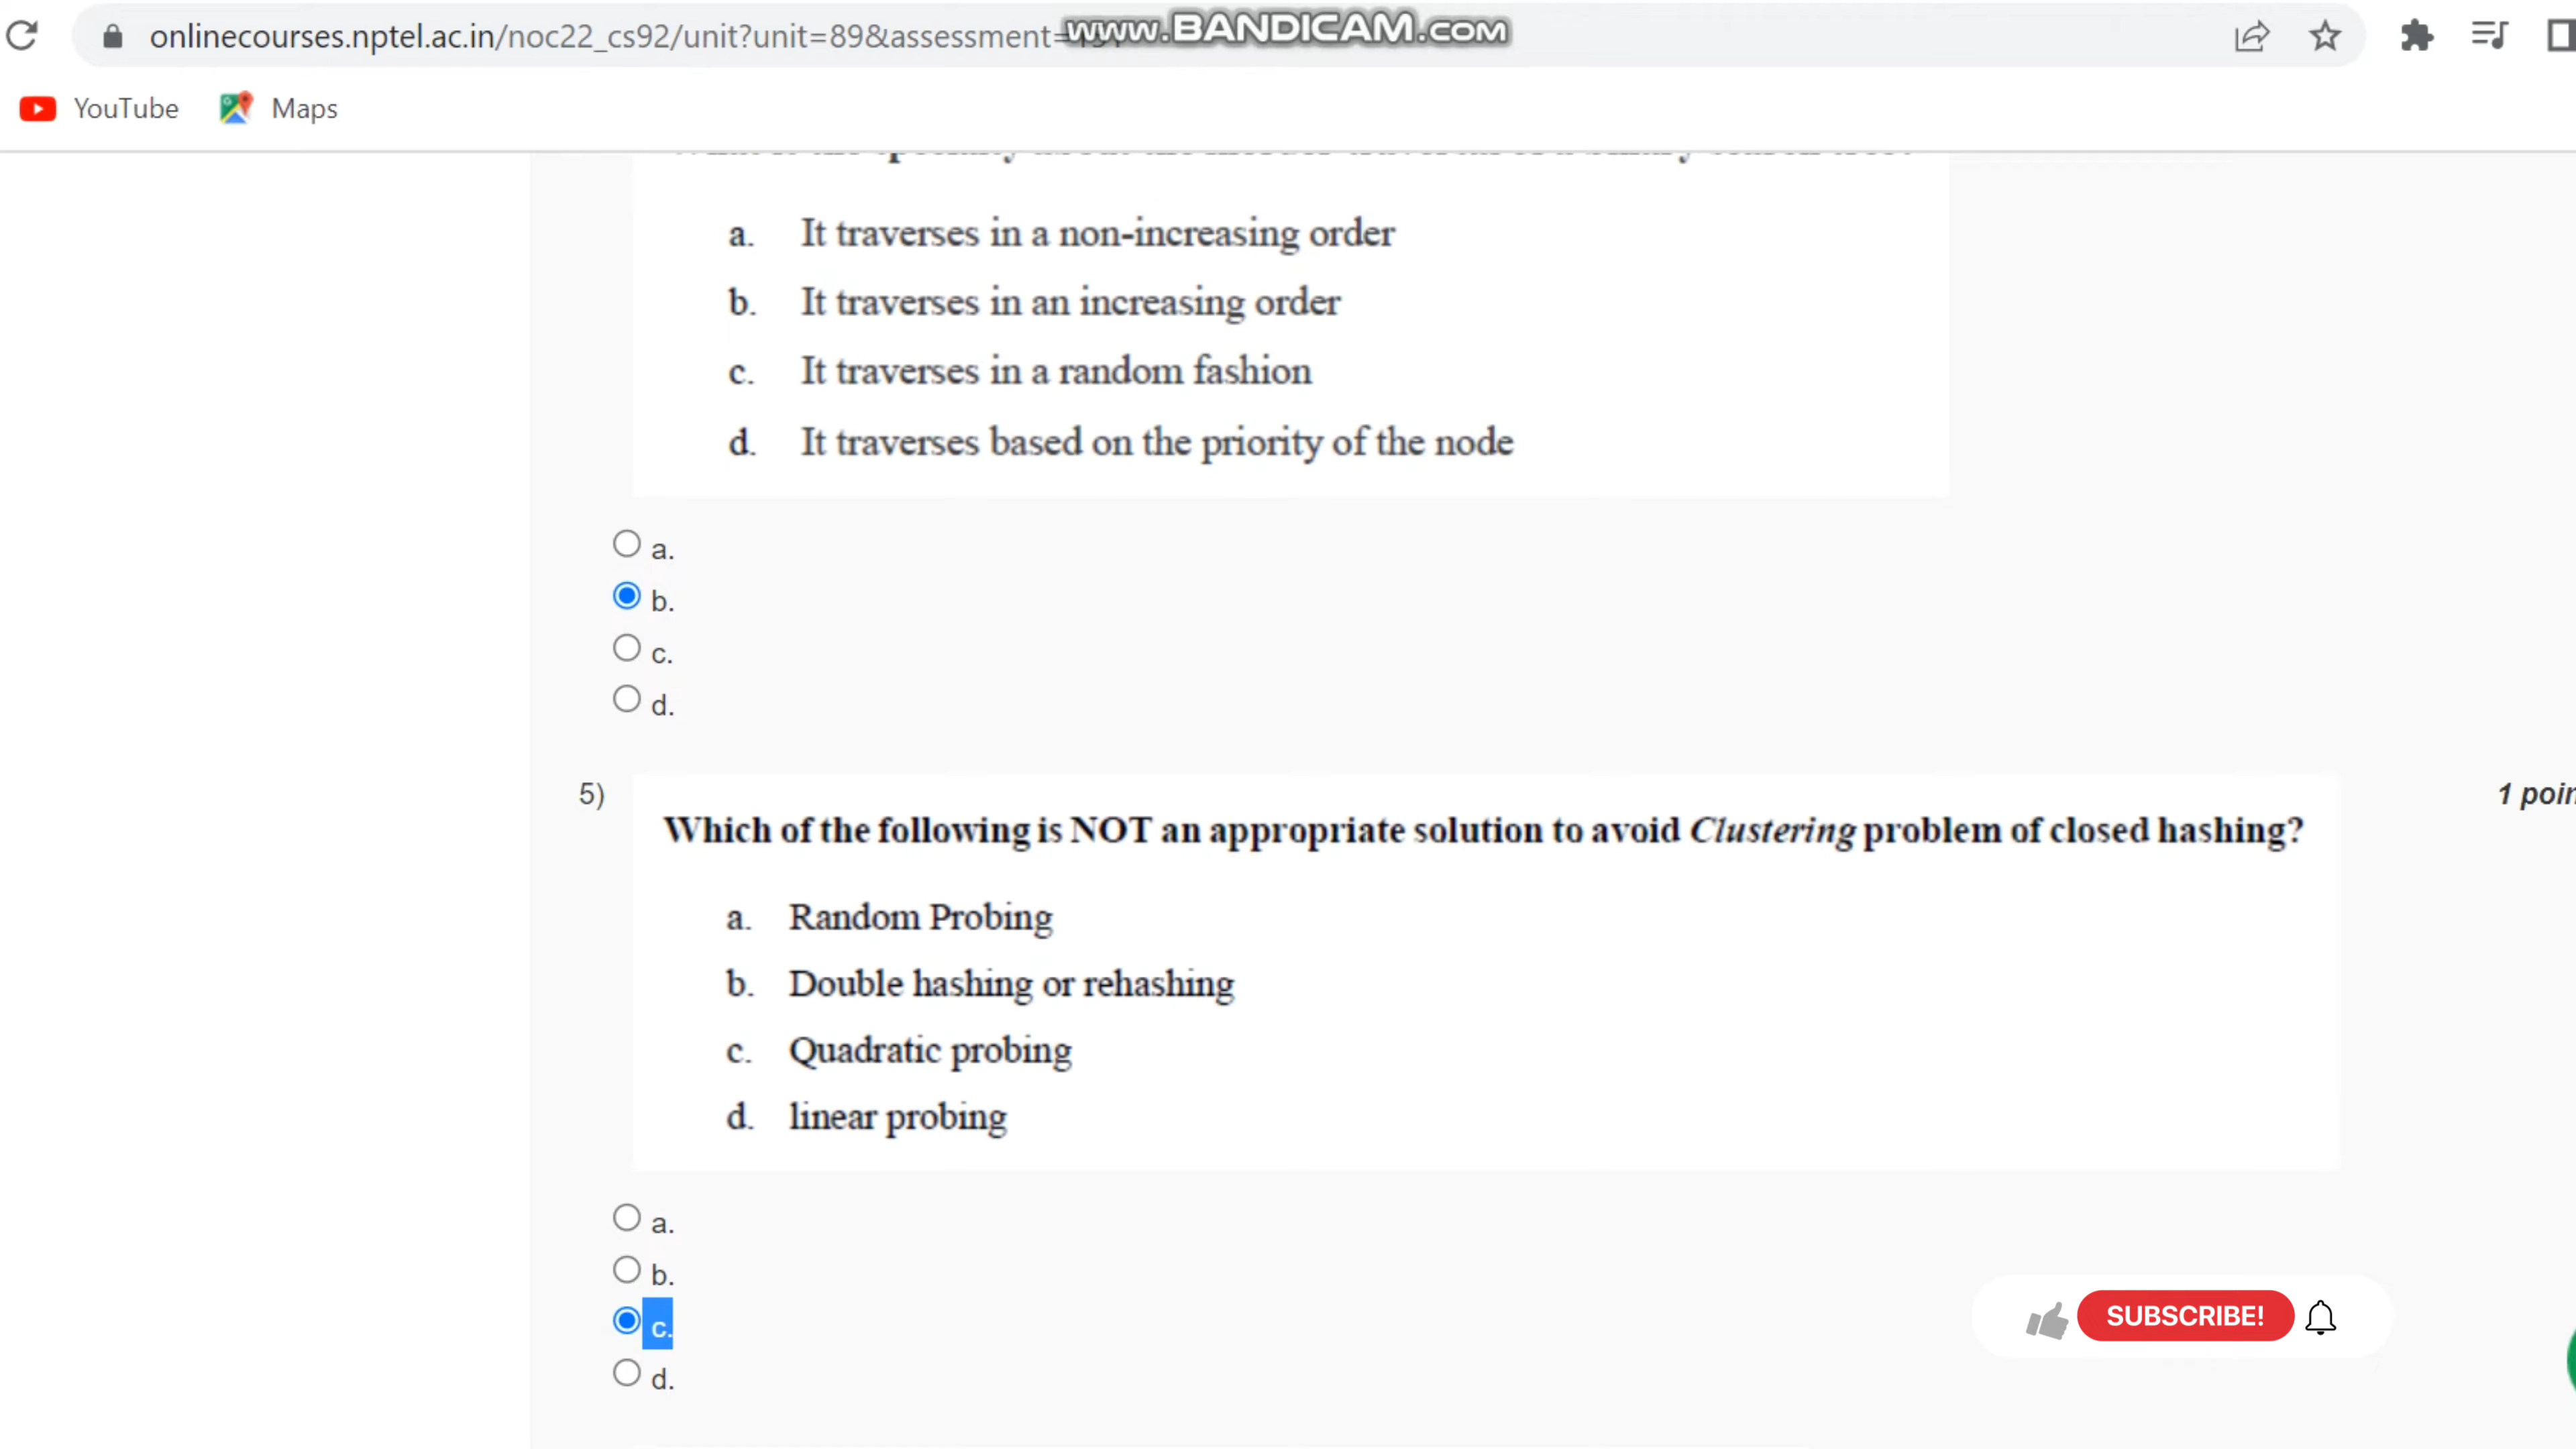 onlinecourses.nptel.ac.in/noc22_cs92/unit?unit=89&assessment=
www.BANDICAM.com
YouTube
Maps
a. It traverses in a non-increasing order
b. It traverses in an increasing order
c. It traverses in a random fashion
d. It traverses based on the priority of the node
a.
b.
c.
d.
5)
1 poin
Which of the following is NOT an appropriate solution to avoid Clustering problem of closed hashing?
a. Random Probing
b. Double hashing or rehashing
c. Quadratic probing
d. linear probing
a.
b.
c.
d.
SUBSCRIBE!